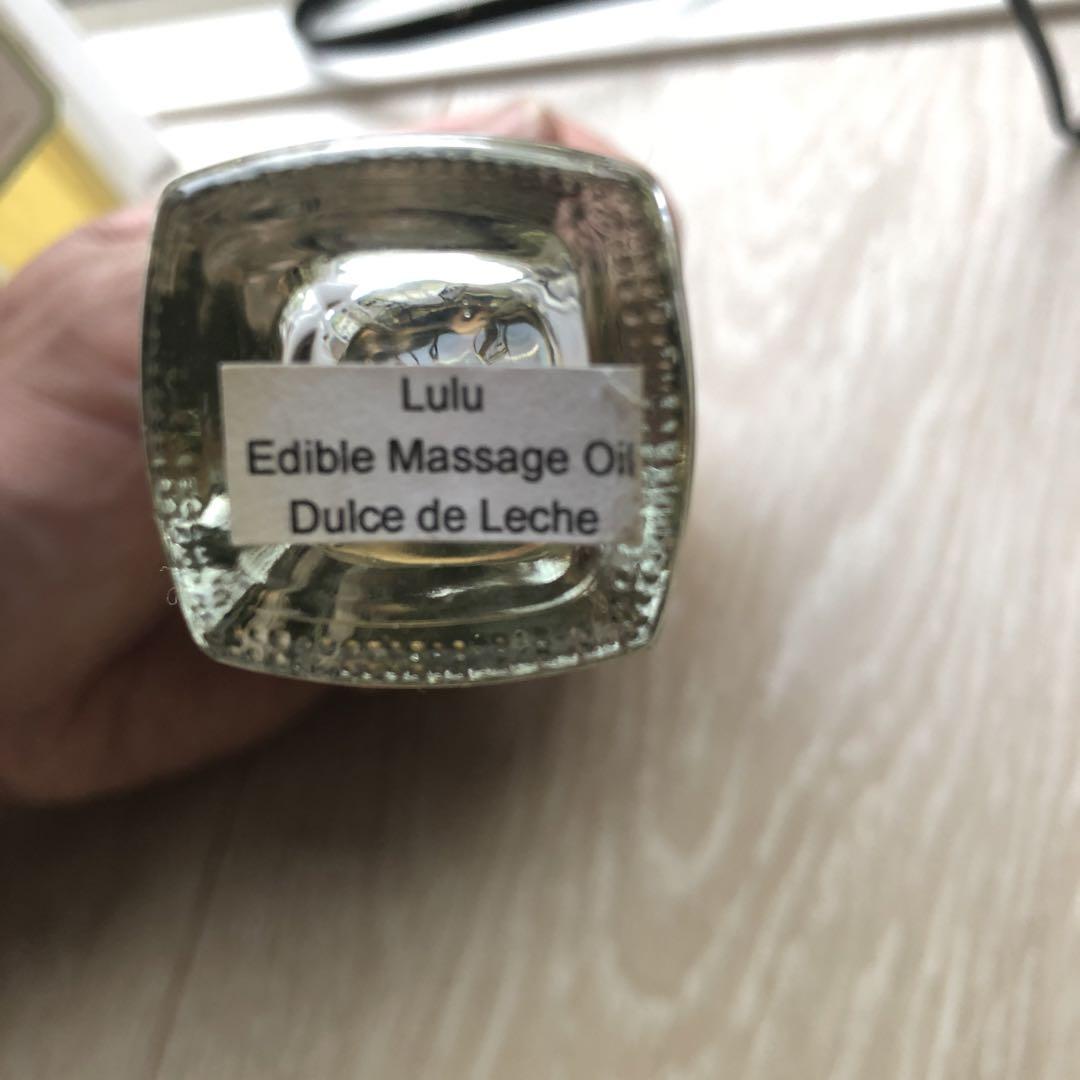 Lulu
Edible Massage Oil
Dulce de Leche